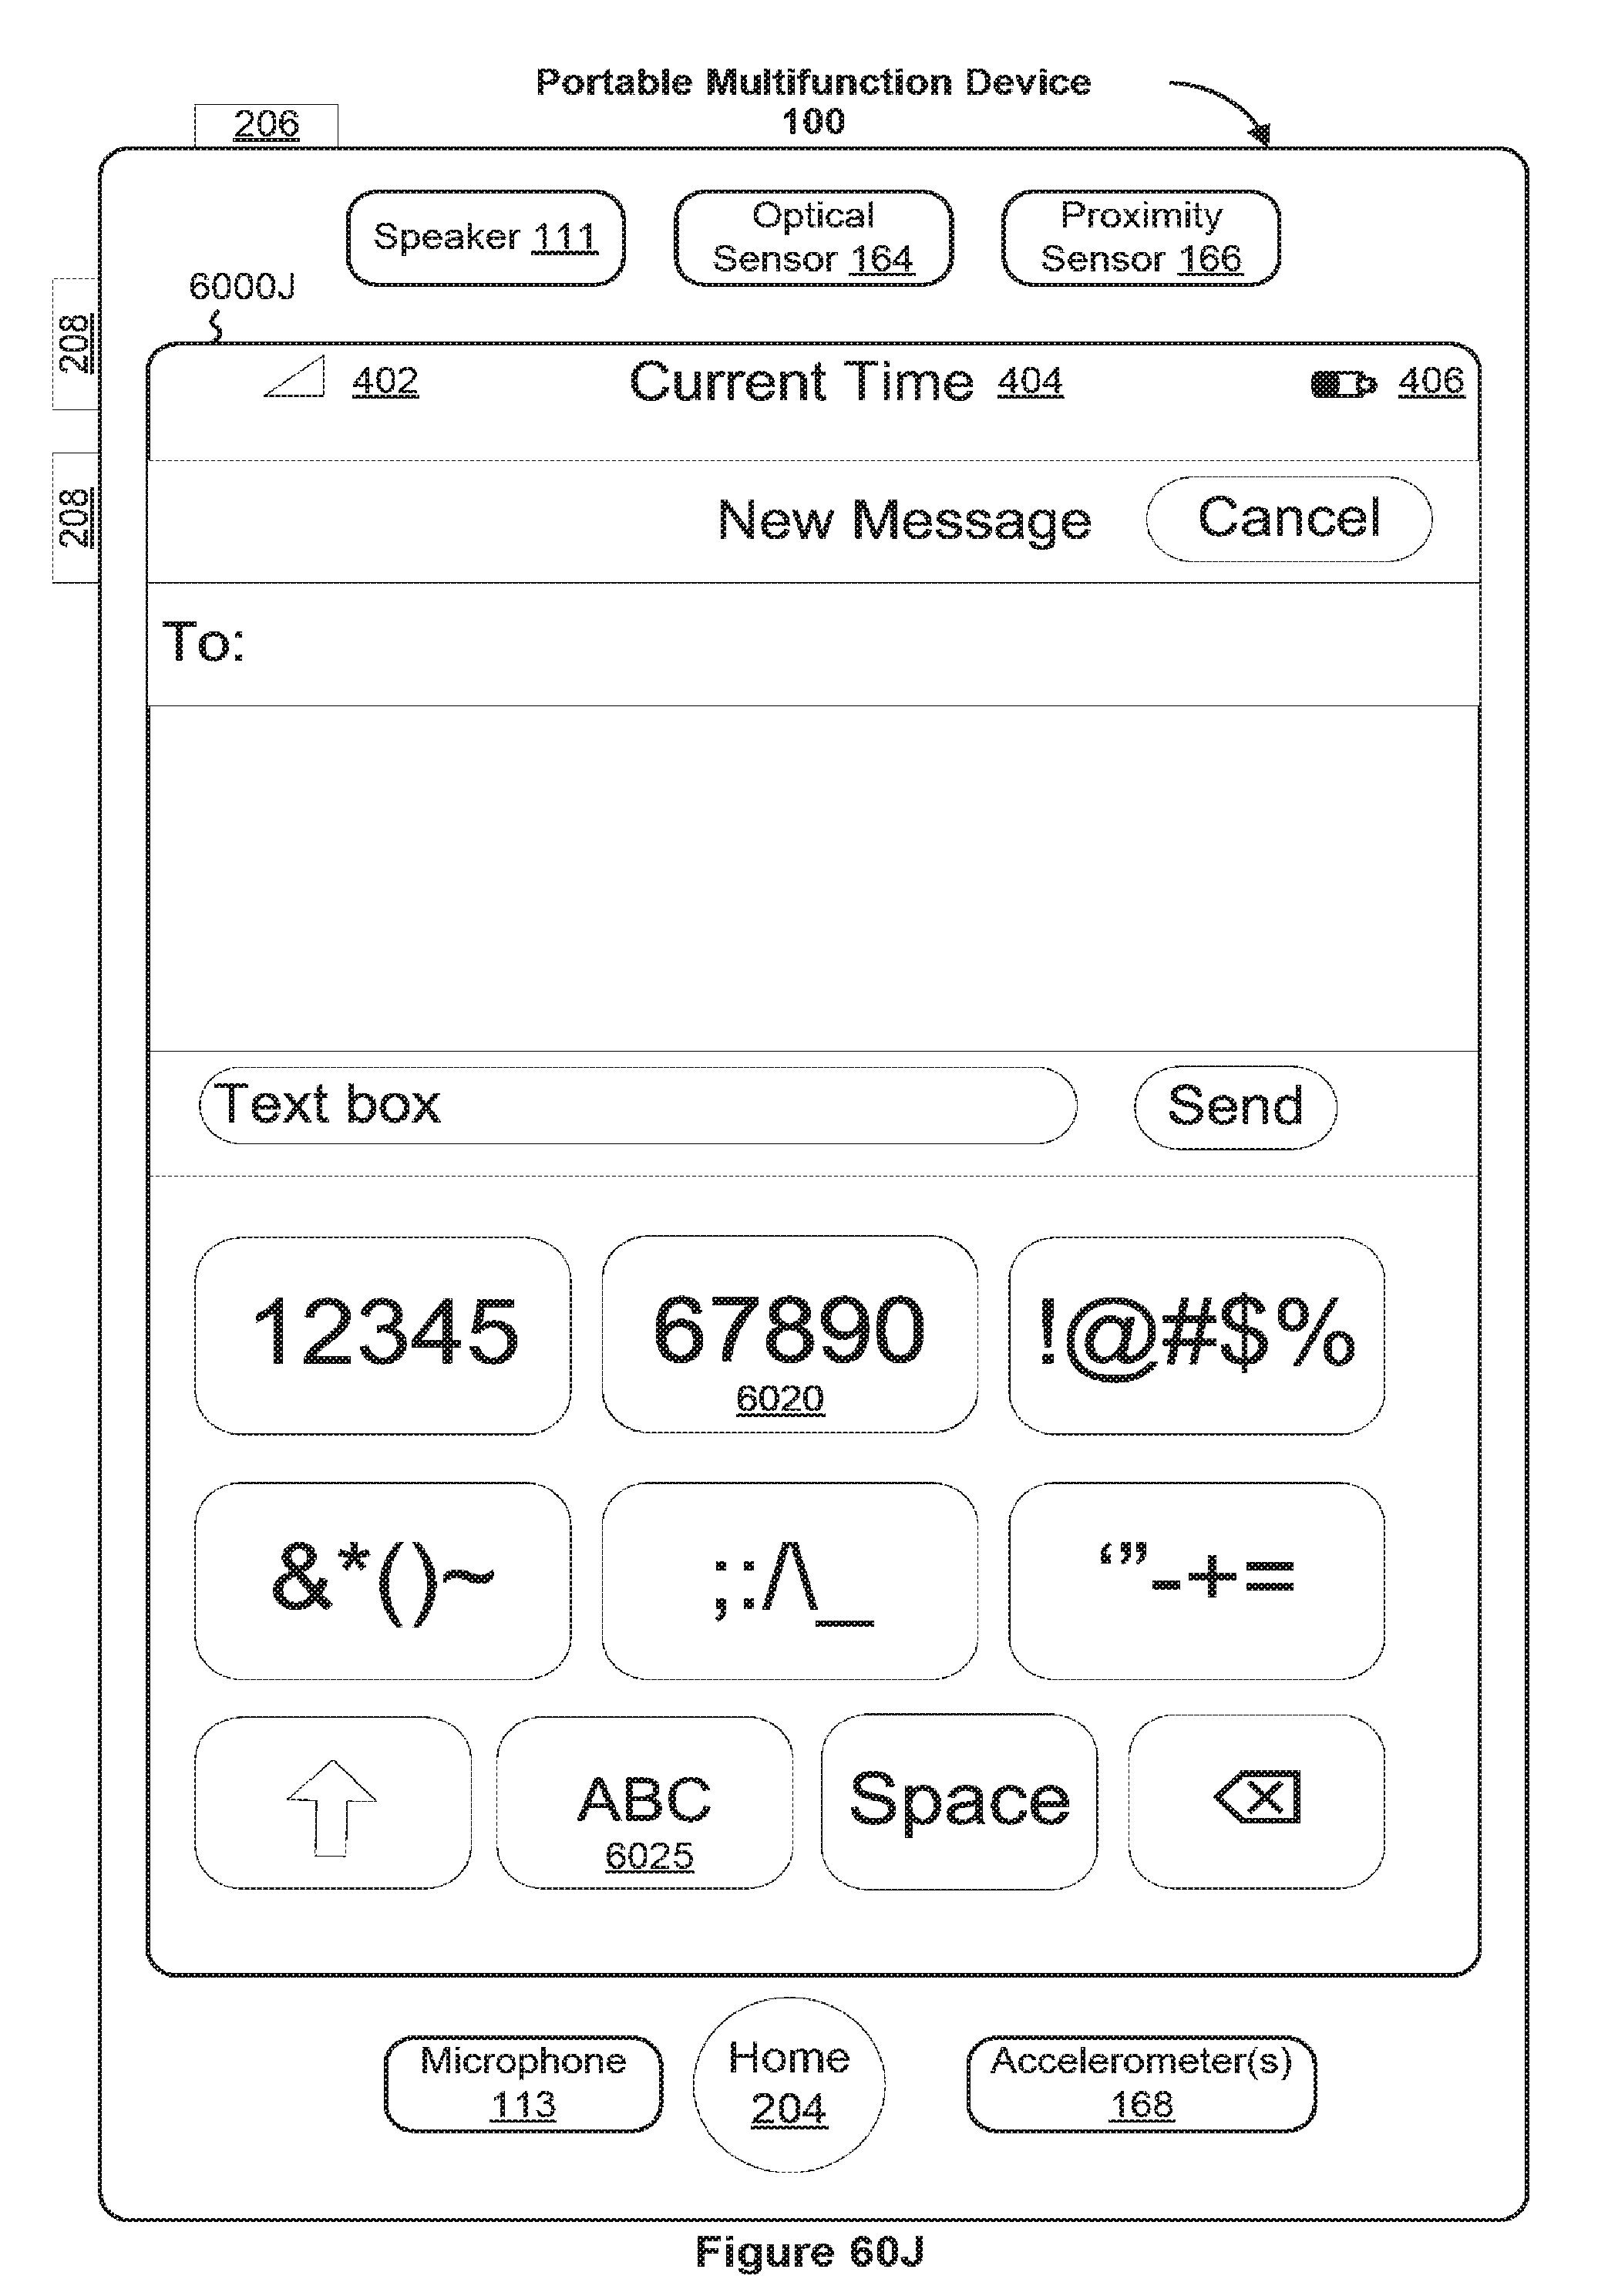 Portable Multifunction Device
100
206
Speaker 111
Optical
Sensor 164
Proximity
Sensor 166
6000J
208
402
Current Time 404
406
208
New Message
Cancel
To:
Text box
Send
12345
67890
6020
!@#$%
&*()~
;:/\_
‘”-+=
ABC
6025
Space
Microphone
113
Home
204
Accelerometer(s)
168
Figure 60J